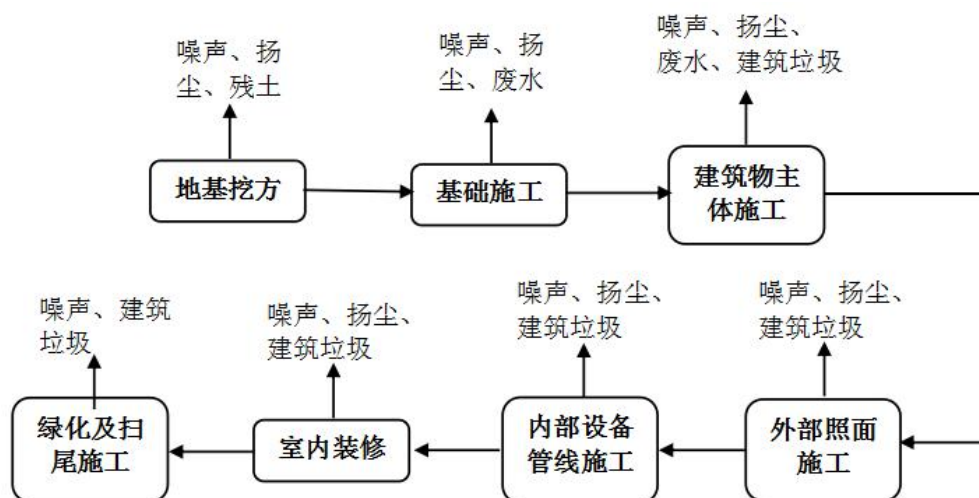 噪声、扬
尘、残土
噪声、扬
尘、废水
噪声、扬尘、
废水、建筑垃圾
地基挖方
基础施工
建筑物主
体施工
噪声、建筑
垃圾
噪声、扬尘、
建筑垃圾
噪声、扬尘、
建筑垃圾
噪声、扬尘、
建筑垃圾
绿化及扫
尾施工
室内装修
内部设备
管线施工
外部照面
施工